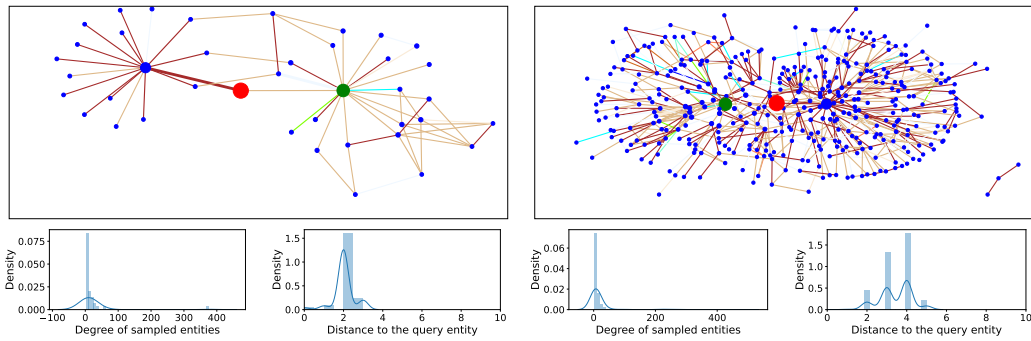 Density
0.075
0.050
0.025
0.000
−100 0 100 200 300 400
Degree of sampled entities
Density
1.5
1.0
0.5
0.0
0 2 4 6 8 10
Distance to the query entity
Density
0.06
0.04
0.02
0.00
0 200 400
Degree of sampled entities
Density
1.5
1.0
0.5
0.0
0 2 4 6 8 10
Distance to the query entity